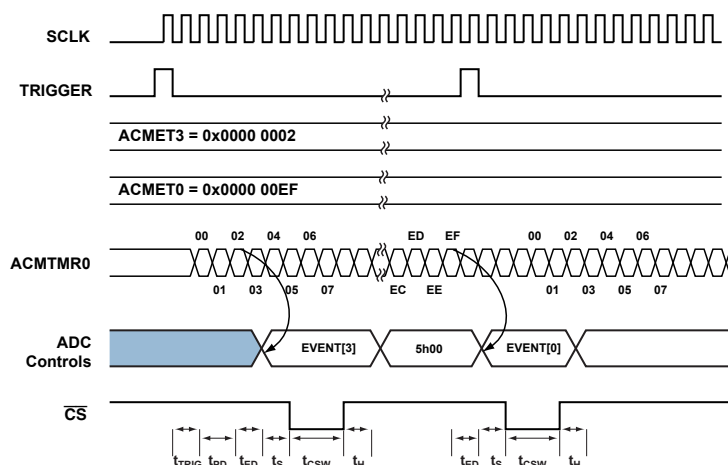 SCLK
TRIGGER
ACMET3 = 0x0000 0002
ACMET0 = 0x0000 00EF
00 02 04 06 ED EF 00 02 04 06
ACMTMR0
01 03 05 07 EC EE 01 03 05 07
ADC
Controls
EVENT[3] 5h00 EVENT[0]
CS
tTRIG tPD tED tS tCSW tH tED tS tCSW tH